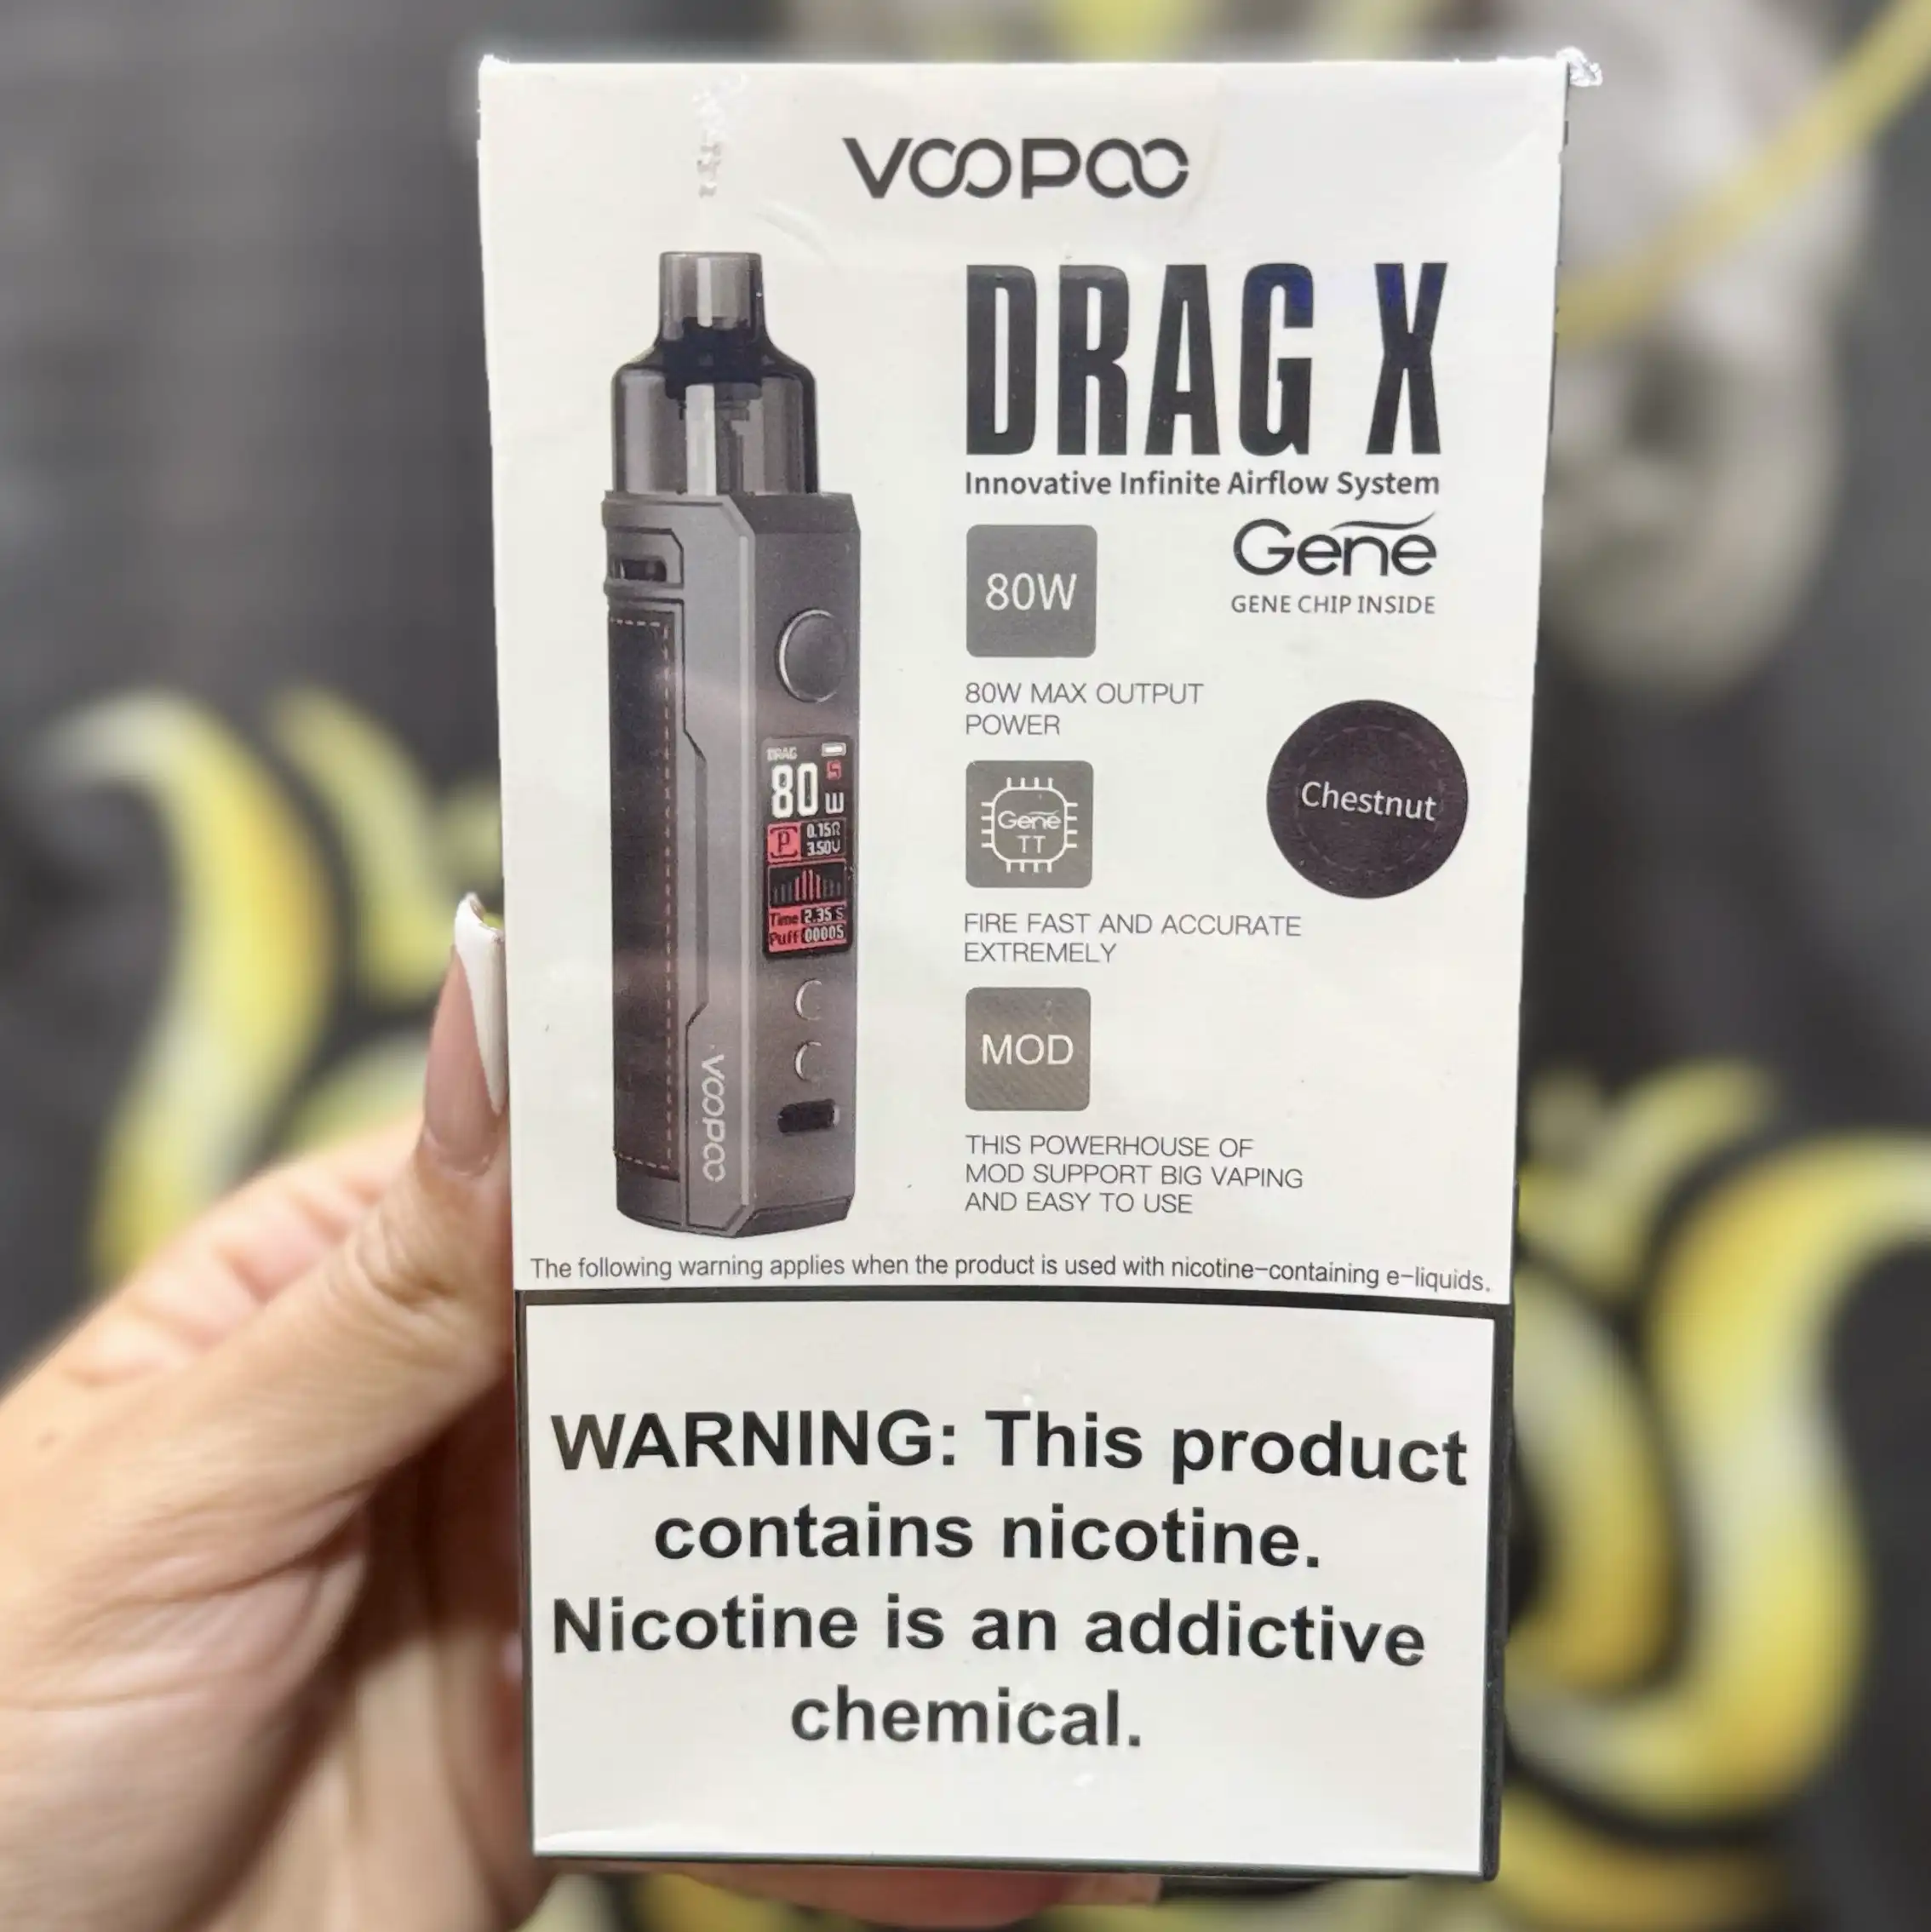 VOOPOO
DRAG X
Innovative Infinite Airflow System
80W
Gene
GENE CHIP INSIDE
80W MAX OUTPUT
POWER
Gene
TT
Chestnut
FIRE FAST AND ACCURATE
EXTREMELY
MOD
THIS POWERHOUSE OF
MOD SUPPORT BIG VAPING
AND EASY TO USE
DRAG
80 W
S
P
0.15Ω
3.50V
Time 2.35 S
Puff 00005
VOOPOO
The following warning applies when the product is used with nicotine-containing e-liquids.
WARNING: This product
contains nicotine.
Nicotine is an addictive
chemical.